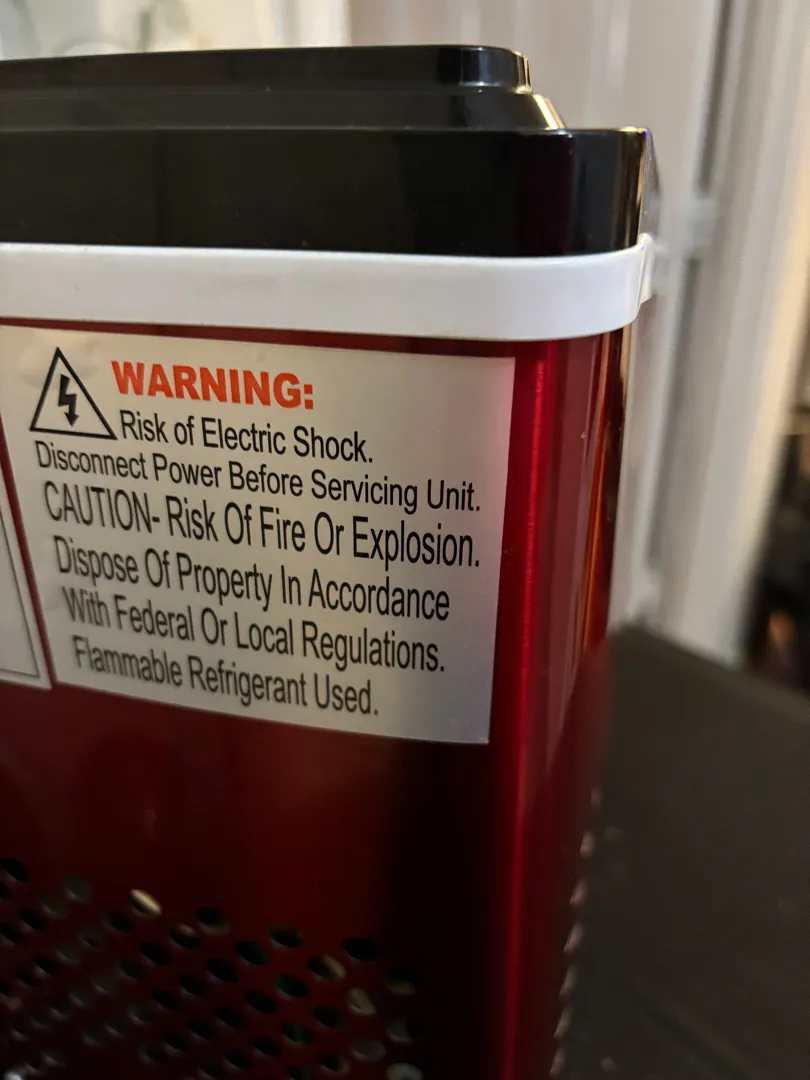 WARNING:
Risk of Electric Shock.
Disconnect Power Before Servicing Unit.
CAUTION- Risk Of Fire Or Explosion.
Dispose Of Property In Accordance
With Federal Or Local Regulations.
Flammable Refrigerant Used.